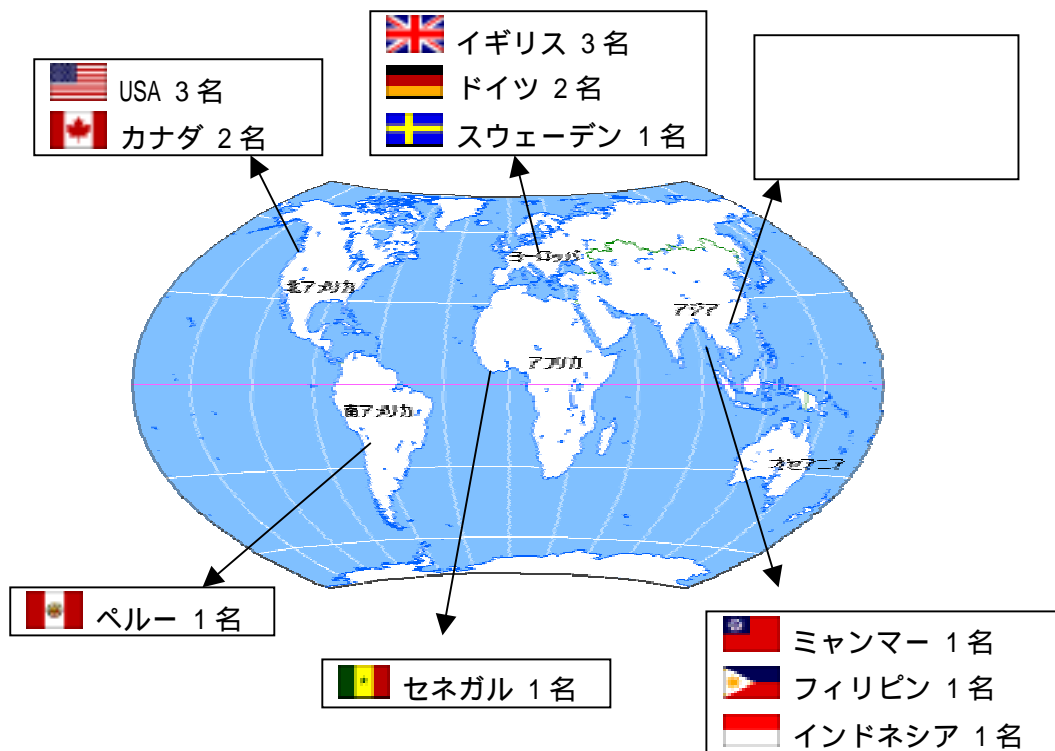 USA 3名
カナダ 2名
イギリス 3名
ドイツ 2名
スウェーデン 1名
ヨーロッパ
北アメリカ
アジア
アフリカ
南アメリカ
オセアニア
ペルー 1名
セネガル 1名
ミャンマー 1名
フィリピン 1名
インドネシア 1名